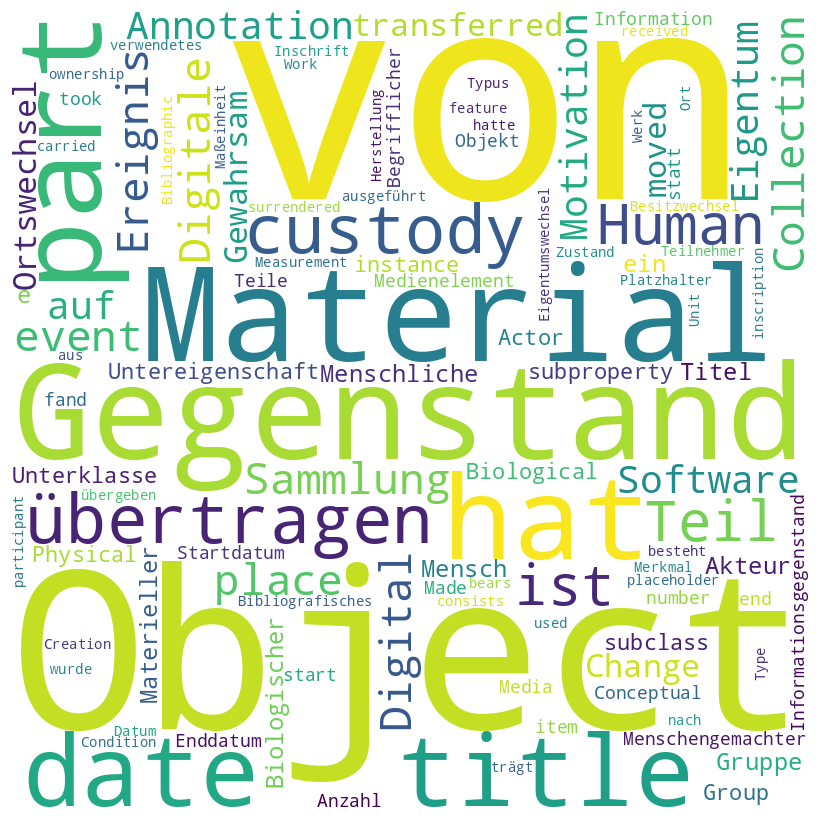 Annotation
transferred
Information
received
part
verwendetes
ownership
took
carried
Ortswechsel
Ereignis
Bibliographic
Digitale
Maßeinheit
Gewahrsam
Inschrift
Work
von
Typus
feature
hatte
Objekt
Herstellung
Begrifflicher
ausgeführt
surrendered
custody
Motivation
Werk
moved
statt
Ort
Eigentum
Collection
Besitzwechsel
Human
Eigentumswechsel
Zustand
Teilnehmer
Measurement
instance
ein
Platzhalter
Unit
inscription
e
auf
event
aus
Teile
Medienelement
Material
Actor
Untereigenschaft
Menschliche
subproperty
Titel
fand
Gegenstand
Unterklasse
Sammlung
Biological
Software
übergeben
übertragen
hat
Teil
participant
Physical
Startdatum
place
Mensch
ist
besteht
Merkmal
Akteur
placeholder
Informationsgegenstand
Materieller
Bibliografisches
Digital
Made
bears
consists
used
number
end
Object
Creation
wurde
Biologischer
start
subclass
Change
Type
Media
Conceptual
item
nach
Datum
Condition
Enddatum
Menschengemachter
date
title
trägt
Gruppe
Anzahl
Group